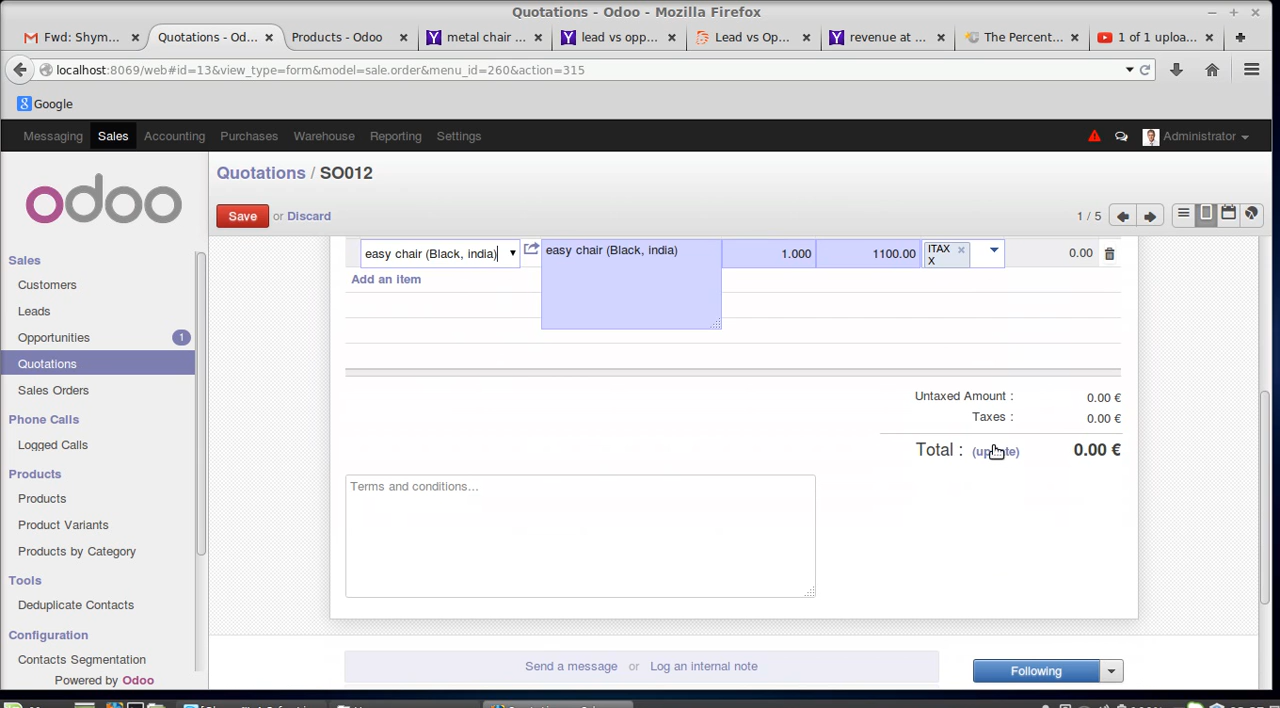 Quotations - Odoo - Mozilla Firefox
Fwd: Shym...
Quotations - Od...
Products - Odoo
metal chair ...
lead vs opp...
Lead vs Op...
revenue at ...
The Percent...
1 of 1 uploa...
localhost:8069/web#id=13&view_type=form&model=sale.order&menu_id=260&action=315
Google
Messaging Sales Accounting Purchases Warehouse Reporting Settings
Administrator
odoo
Quotations / SO012
Save or Discard
1 / 5
Sales
Customers
Leads
Opportunities 1
Quotations
Sales Orders
Phone Calls
Logged Calls
Products
Products
Product Variants
Products by Category
Tools
Deduplicate Contacts
Configuration
Contacts Segmentation
Powered by Odoo
easy chair (Black, india)
easy chair (Black, india)
1.000
1100.00
ITAX
X
0.00
Add an item
Untaxed Amount : 0.00 €
Taxes : 0.00 €
Total : (update) 0.00 €
Terms and conditions...
Send a message or Log an internal note
Following